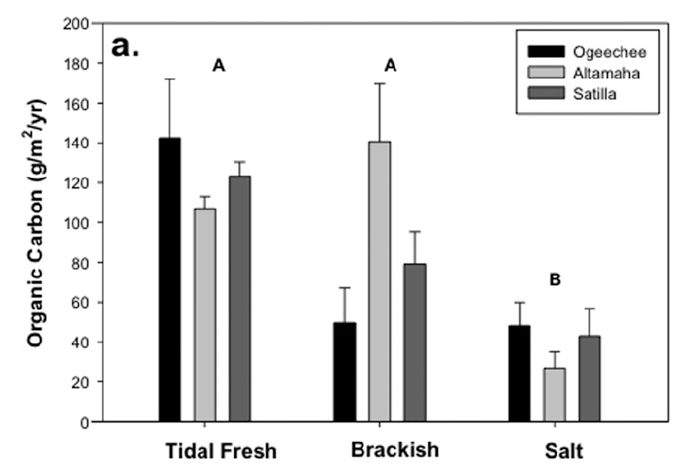 a.
Organic Carbon (g/m²/yr)
200
180
160
140
120
100
80
60
40
20
0
A
A
B
Ogeechee
Altamaha
Satilla
Tidal Fresh
Brackish
Salt